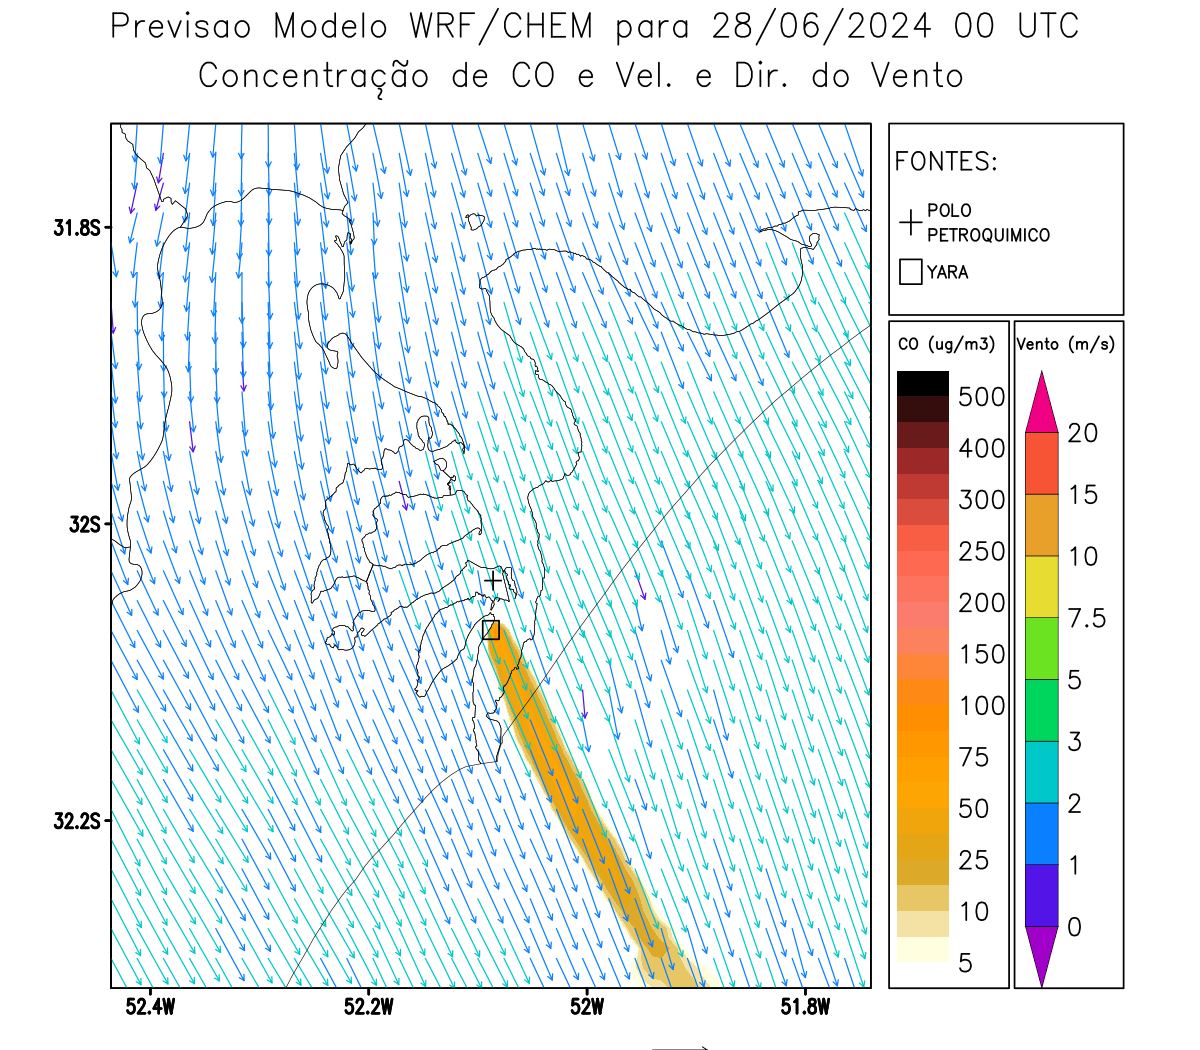 Previsao Modelo WRF/CHEM para 28/06/2024 00 UTC
Concentração de CO e Vel. e Dir. do Vento
FONTES:
POLO
PETROQUIMICO
YARA
CO (ug/m3)
500
400
300
250
200
150
100
75
50
25
10
5
Vento (m/s)
20
15
10
7.5
5
3
2
1
0
31.8S
32S
32.2S
52.4W
52.2W
52W
51.8W